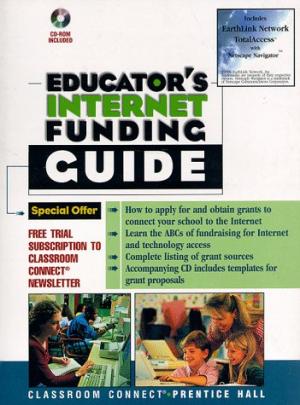 CD-ROM
INCLUDED
Includes
EarthLink Network
TotalAccess™
with
Netscape Navigator™
EDUCATOR'S
INTERNET
FUNDING
GUIDE
Special Offer
FREE TRIAL
SUBSCRIPTION TO
CLASSROOM
CONNECT®
NEWSLETTER
How to apply for and obtain grants to
connect your school to the Internet
Learn the ABCs of fundraising for Internet
and technology access
Complete listing of grant sources
Accompanying CD includes templates for
grant proposals
CLASSROOM CONNECT • PRENTICE HALL